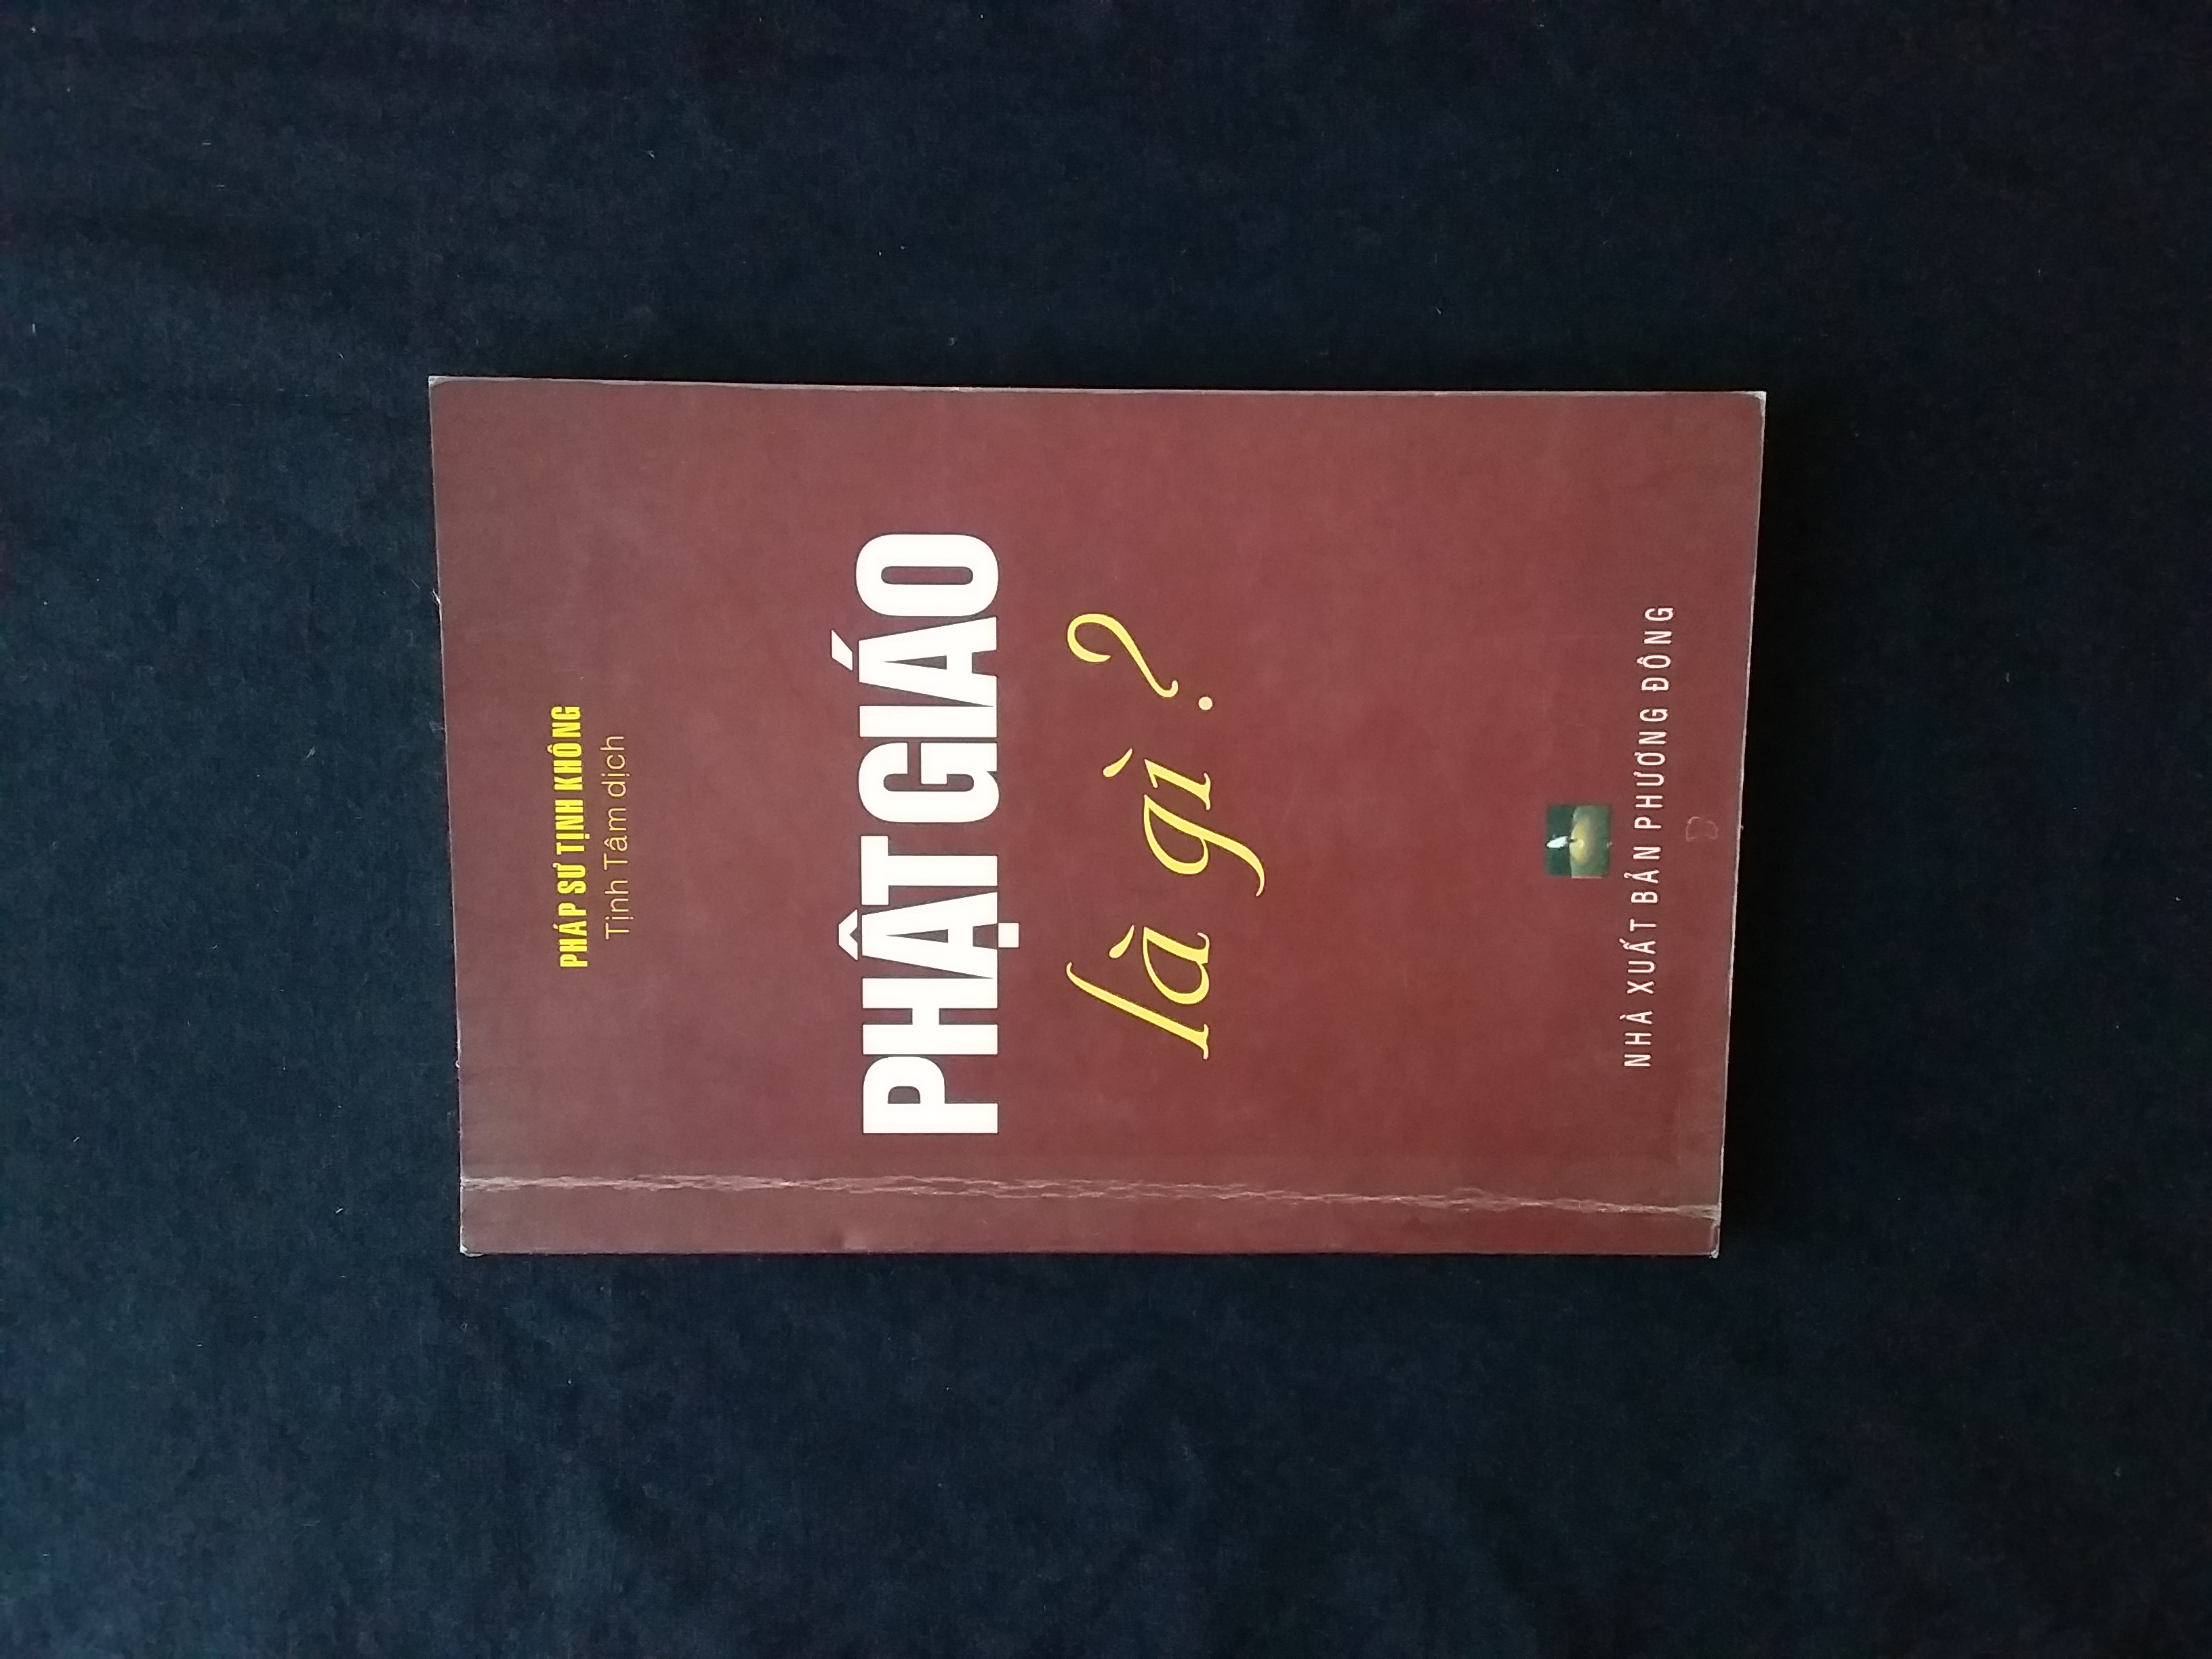 PHÁP SƯ TỊNH KHÔNG
Tịnh Tâm dịch
PHẬT GIÁO
là gì ?
NHÀ XUẤT BẢN PHƯƠNG ĐÔNG
D